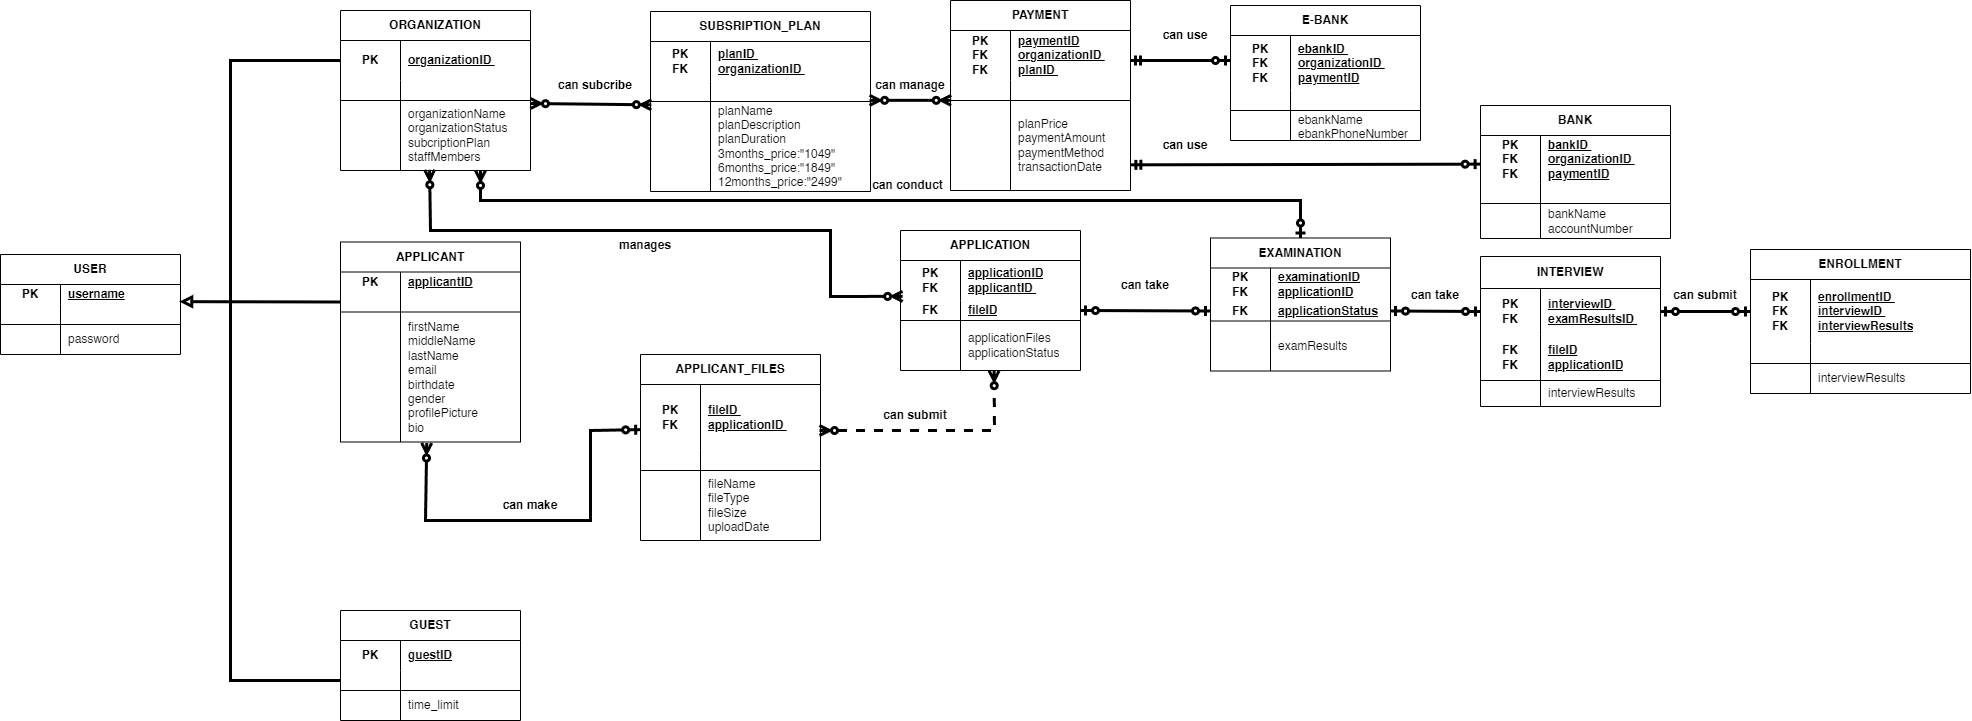 ORGANIZATION
PK organizationID
organizationName
organizationStatus
subcriptionPlan
staffMembers
can subcribe
SUBSRIPTION_PLAN
PK planID
FK organizationID
planName
planDescription
planDuration
3months_price:"1049"
6months_price:"1849"
12months_price:"2499"
can manage
PAYMENT
PK paymentID
FK organizationID
FK planID
planPrice
paymentAmount
paymentMethod
transactionDate
can use
can use
E-BANK
PK ebankID
FK organizationID
FK paymentID
ebankName
ebankPhoneNumber
BANK
PK bankID
FK organizationID
FK paymentID
bankName
accountNumber
can conduct
manages
USER
PK username
password
APPLICANT
PK applicantID
firstName
middleName
lastName
email
birthdate
gender
profilePicture
bio
can make
APPLICANT_FILES
PK fileID
FK applicationID
fileName
fileType
fileSize
uploadDate
can submit
APPLICATION
PK applicationID
FK applicantID
FK fileID
applicationFiles
applicationStatus
can take
EXAMINATION
PK examinationID
FK applicationID
FK applicationStatus
examResults
can take
INTERVIEW
PK interviewID
FK examResultsID
FK fileID
FK applicationID
interviewResults
can submit
ENROLLMENT
PK enrollmentID
FK interviewID
FK interviewResults
interviewResults
GUEST
PK guestID
time_limit